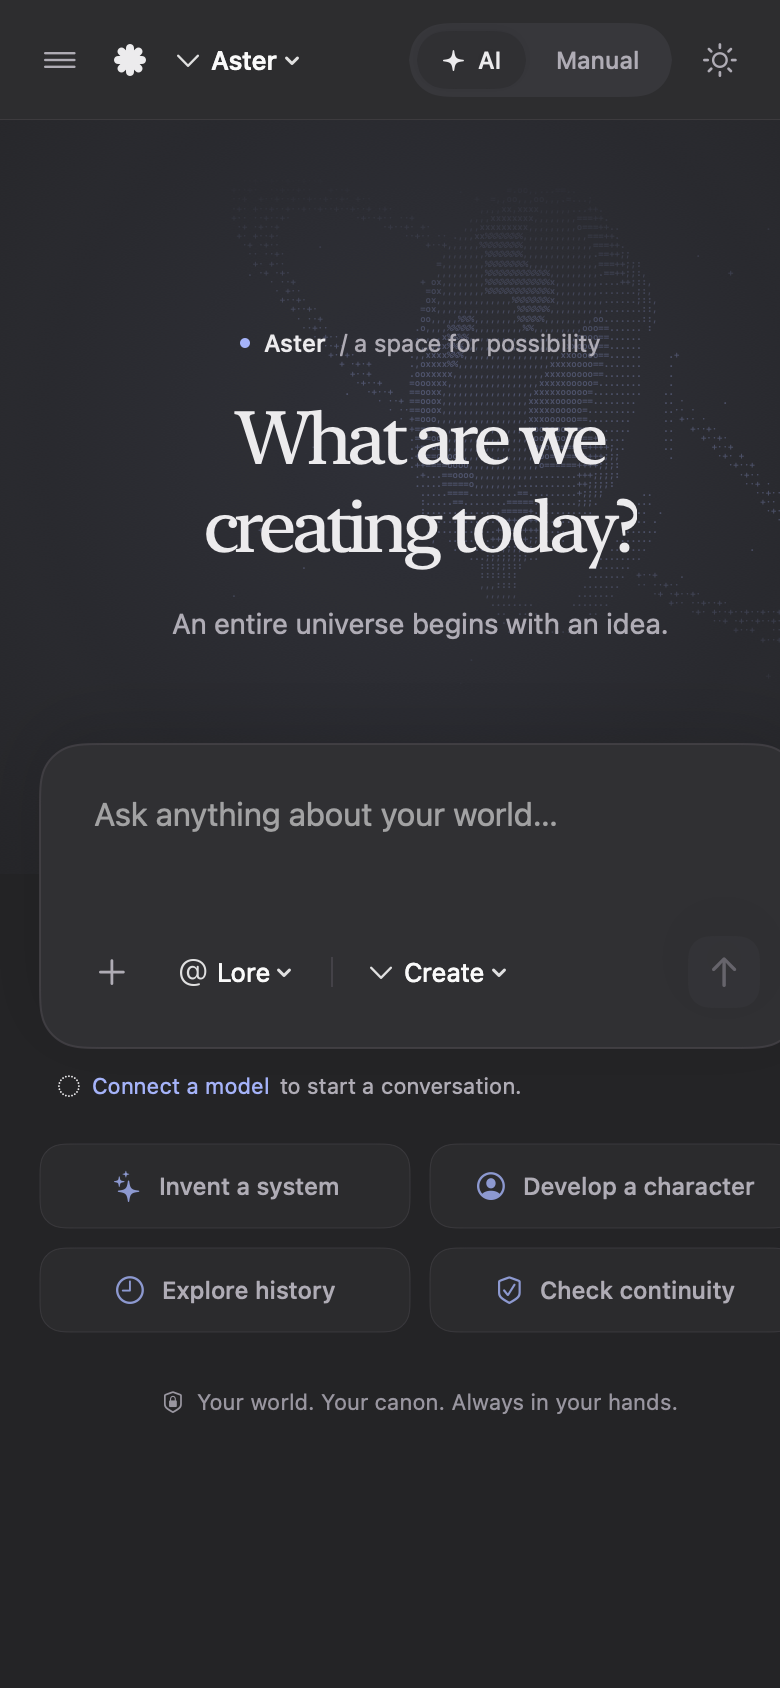 Aster
AI
Manual
Aster / a space for possibility
What are we
creating today?
An entire universe begins with an idea.
Ask anything about your world...
@ Lore
Create
Connect a model to start a conversation.
Invent a system
Develop a character
Explore history
Check continuity
Your world. Your canon. Always in your hands.